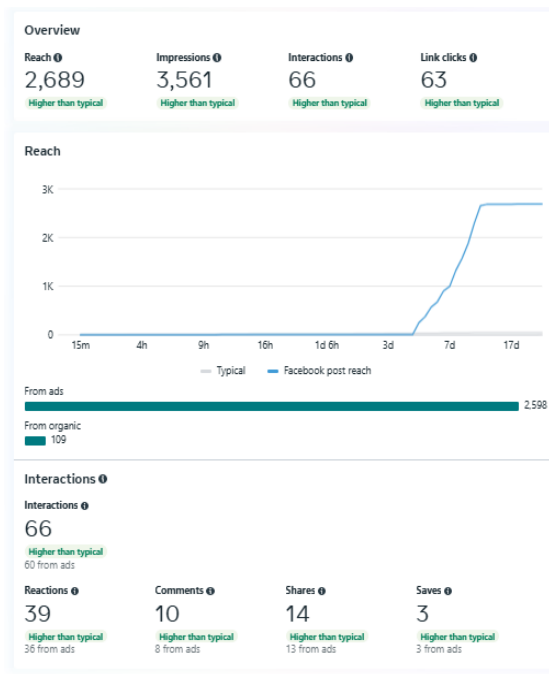 Overview
Reach Impressions Interactions Link clicks
2,689 3,561 66 63
Higher than typical Higher than typical Higher than typical Higher than typical
Reach
3K
2K
1K
0
15m 4h 9h 16h 1d 6h 3d 7d 17d
Typical Facebook post reach
From ads
2,598
From organic
109
Interactions
Interactions
66
Higher than typical
60 from ads
Reactions Comments Shares Saves
39 10 14 3
Higher than typical Higher than typical Higher than typical Higher than typical
36 from ads 8 from ads 13 from ads 3 from ads